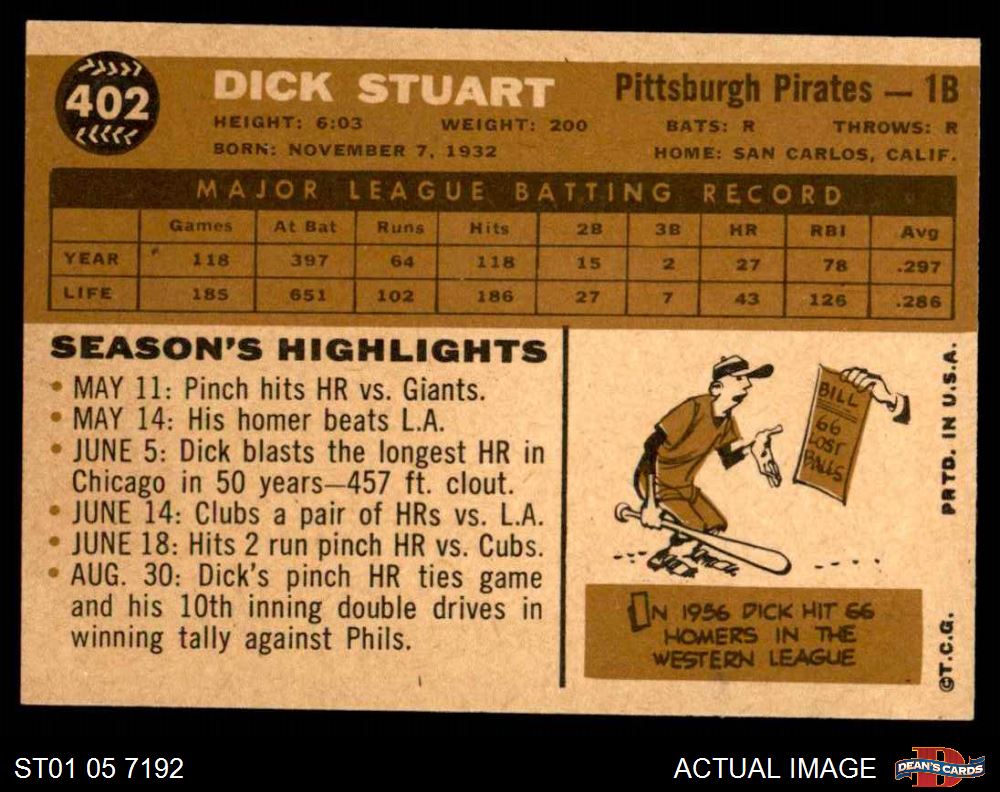 402
DICK STUART
Pittsburgh Pirates — 1B
HEIGHT: 6:03 WEIGHT: 200 BATS: R THROWS: R
BORN: NOVEMBER 7, 1932 HOME: SAN CARLOS, CALIF.
MAJOR LEAGUE BATTING RECORD
Games At Bat Runs Hits 2B 3B HR RBI Avg
YEAR 118 397 64 118 15 2 27 78 .297
LIFE 185 651 102 186 27 7 43 126 .286
SEASON'S HIGHLIGHTS
• MAY 11: Pinch hits HR vs. Giants.
• MAY 14: His homer beats L.A.
• JUNE 5: Dick blasts the longest HR in
Chicago in 50 years—457 ft. clout.
• JUNE 14: Clubs a pair of HRs vs. L.A.
• JUNE 18: Hits 2 run pinch HR vs. Cubs.
• AUG. 30: Dick's pinch HR ties game
and his 10th inning double drives in
winning tally against Phils.
BILL
66
LOST
BALLS
IN 1956 DICK HIT 66
HOMERS IN THE
WESTERN LEAGUE
PRTD. IN U.S.A.
©T.C.G.
ST01 05 7192
ACTUAL IMAGE
D
DEAN'S CARDS